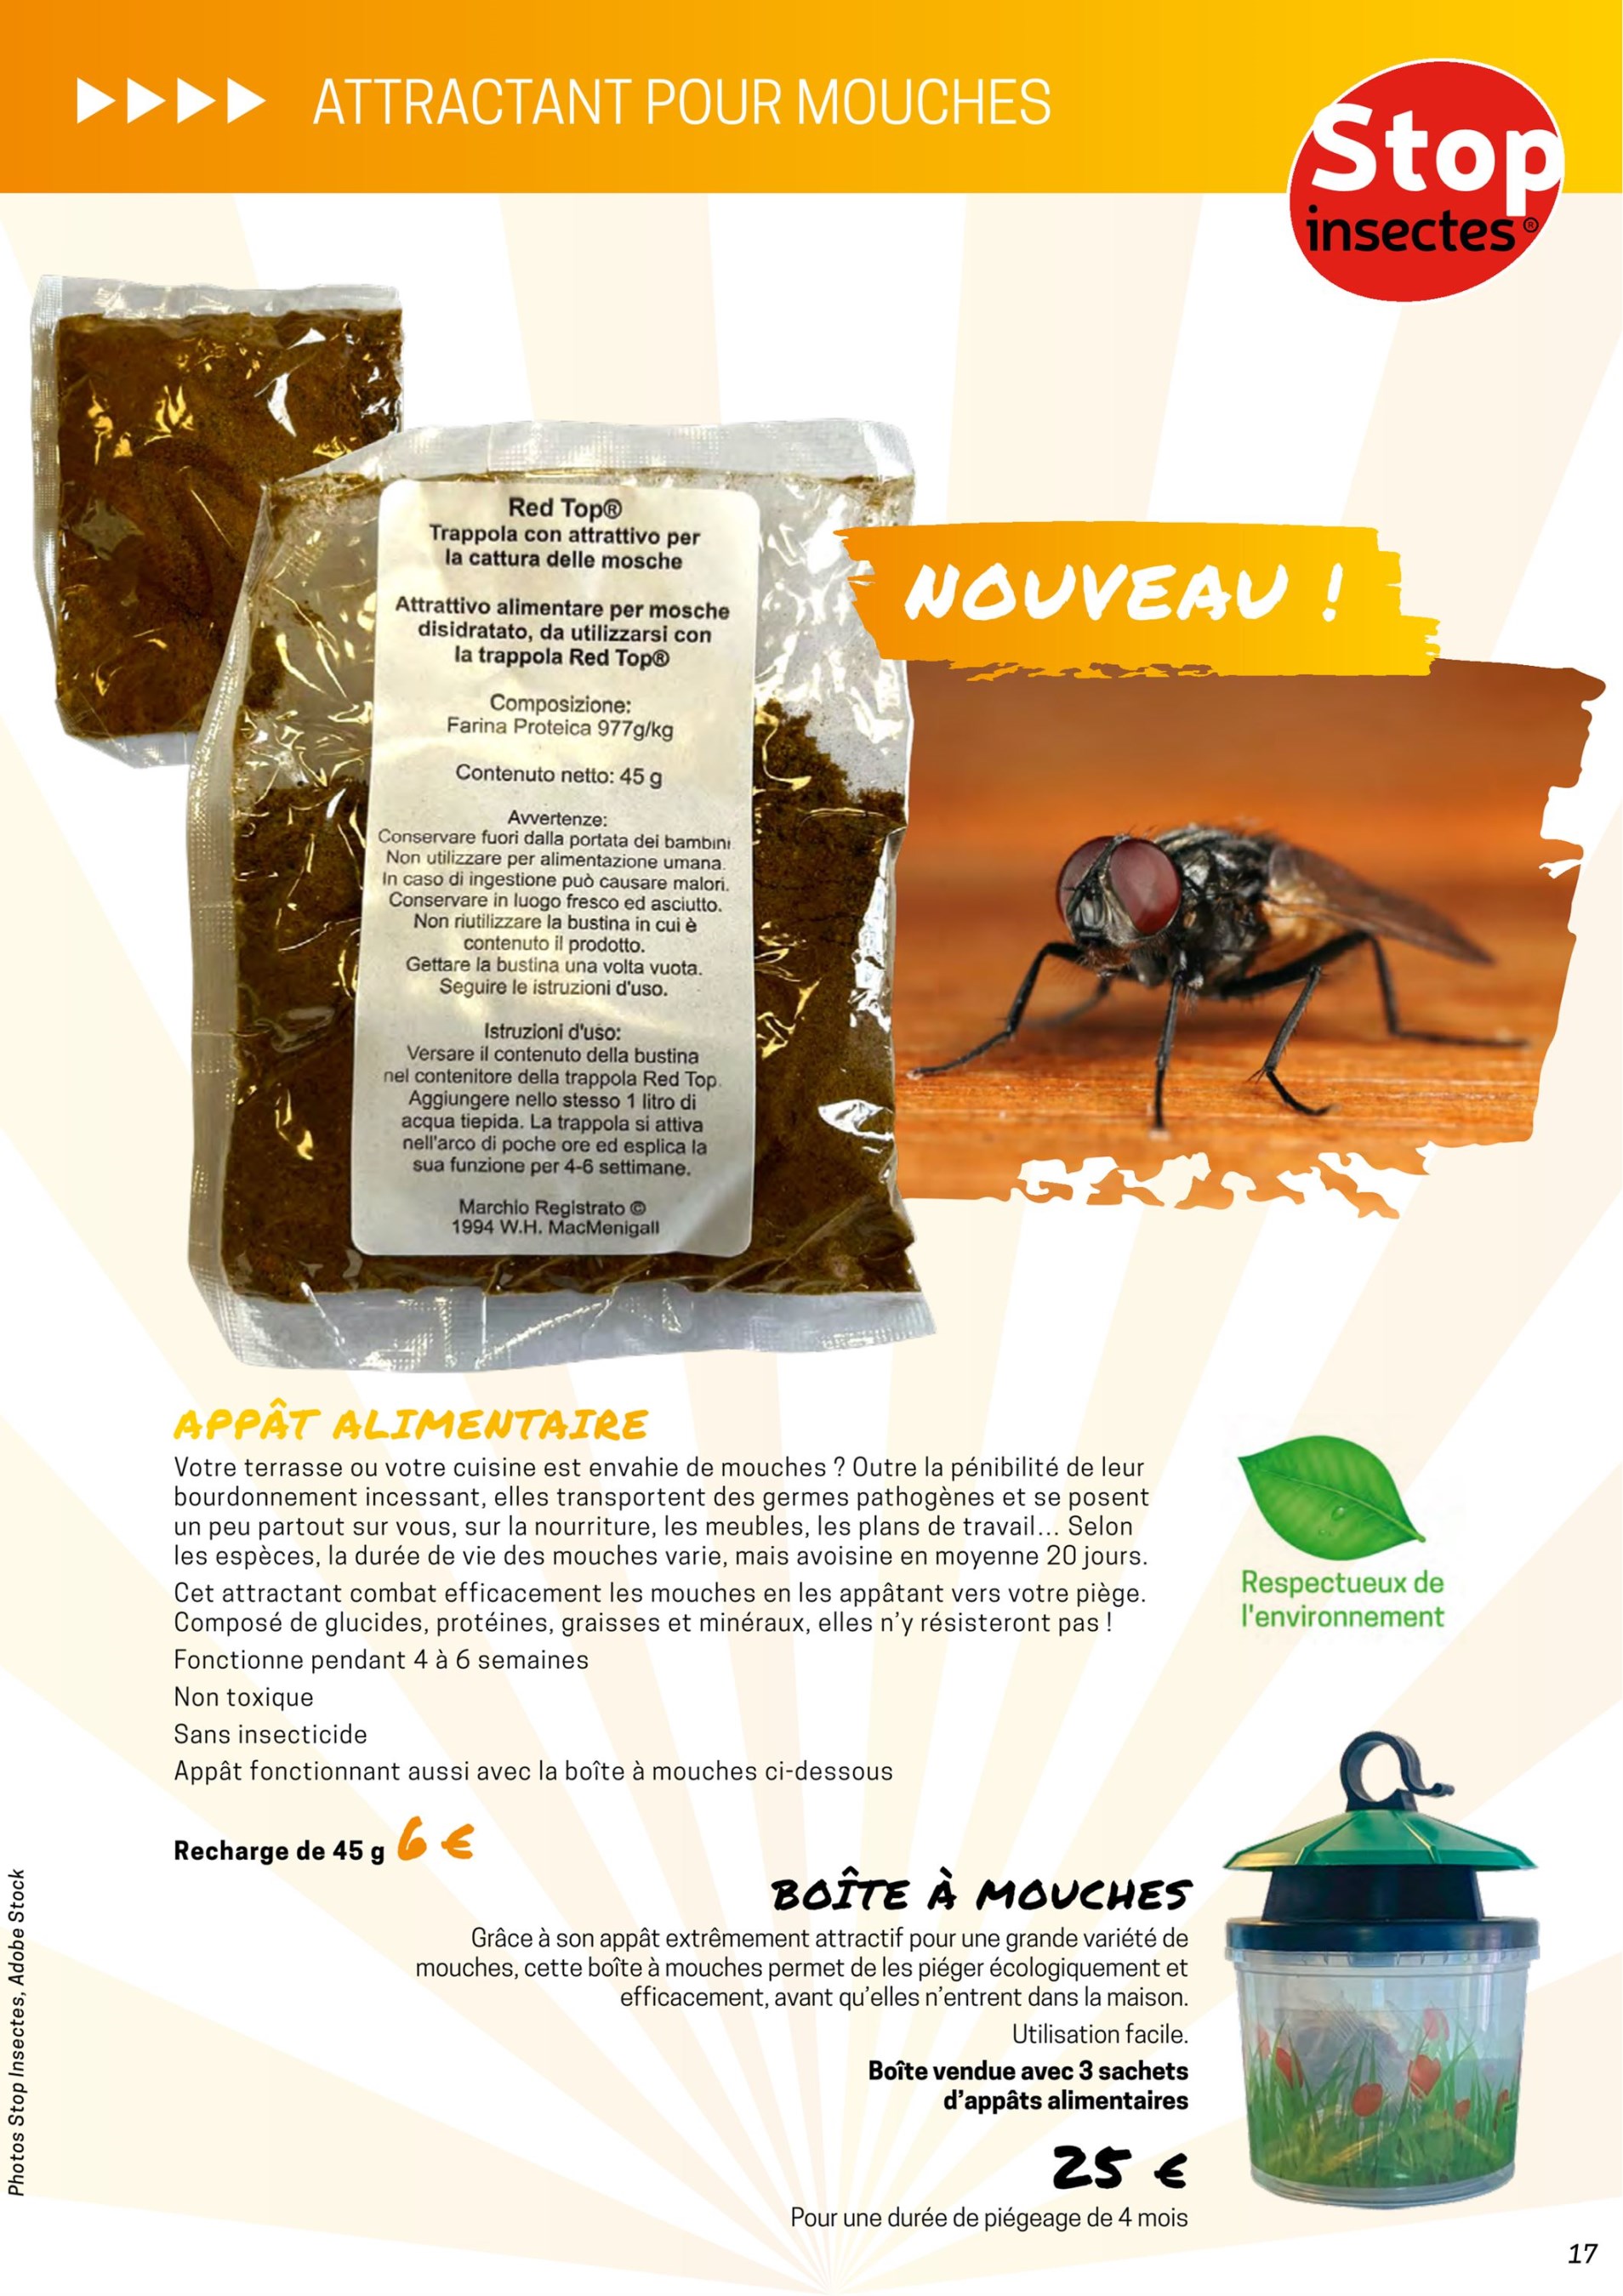 ATTRACTANT POUR MOUCHES
Stop
insectes®
Red Top®
Trappola con attrattivo per
la cattura delle mosche
Attrattivo alimentare per mosche
disidratato, da utilizzarsi con
la trappola Red Top®
Composizione:
Farina Proteica 977g/kg
Contenuto netto: 45 g
Avvertenze:
Conservare fuori dalla portata dei bambini.
Non utilizzare per alimentazione umana.
In caso di ingestione può causare malori.
Conservare in luogo fresco ed asciutto.
Non riutilizzare la bustina in cui è
contenuto il prodotto.
Gettare la bustina una volta vuota.
Seguire le istruzioni d'uso.
Istruzioni d'uso:
Versare il contenuto della bustina
nel contenitore della trappola Red Top.
Aggiungere nello stesso 1 litro di
acqua tiepida. La trappola si attiva
nell'arco di poche ore ed esplica la
sua funzione per 4-6 settimane.
Marchio Registrato ©
1994 W.H. MacMenigall
NOUVEAU !
APPÂT ALIMENTAIRE
Votre terrasse ou votre cuisine est envahie de mouches ? Outre la pénibilité de leur
bourdonnement incessant, elles transportent des germes pathogènes et se posent
un peu partout sur vous, sur la nourriture, les meubles, les plans de travail... Selon
les espèces, la durée de vie des mouches varie, mais avoisine en moyenne 20 jours.
Cet attractant combat efficacement les mouches en les appâtant vers votre piège.
Composé de glucides, protéines, graisses et minéraux, elles n'y résisteront pas !
Fonctionne pendant 4 à 6 semaines
Non toxique
Sans insecticide
Appât fonctionnant aussi avec la boîte à mouches ci-dessous
Recharge de 45 g 6 €
Respectueux de
l'environnement
BOÎTE À MOUCHES
Grâce à son appât extrêmement attractif pour une grande variété de
mouches, cette boîte à mouches permet de les piéger écologiquement et
efficacement, avant qu'elles n'entrent dans la maison.
Utilisation facile.
Boîte vendue avec 3 sachets
d'appâts alimentaires
25 €
Pour une durée de piégeage de 4 mois
Photos Stop Insectes, Adobe Stock
17